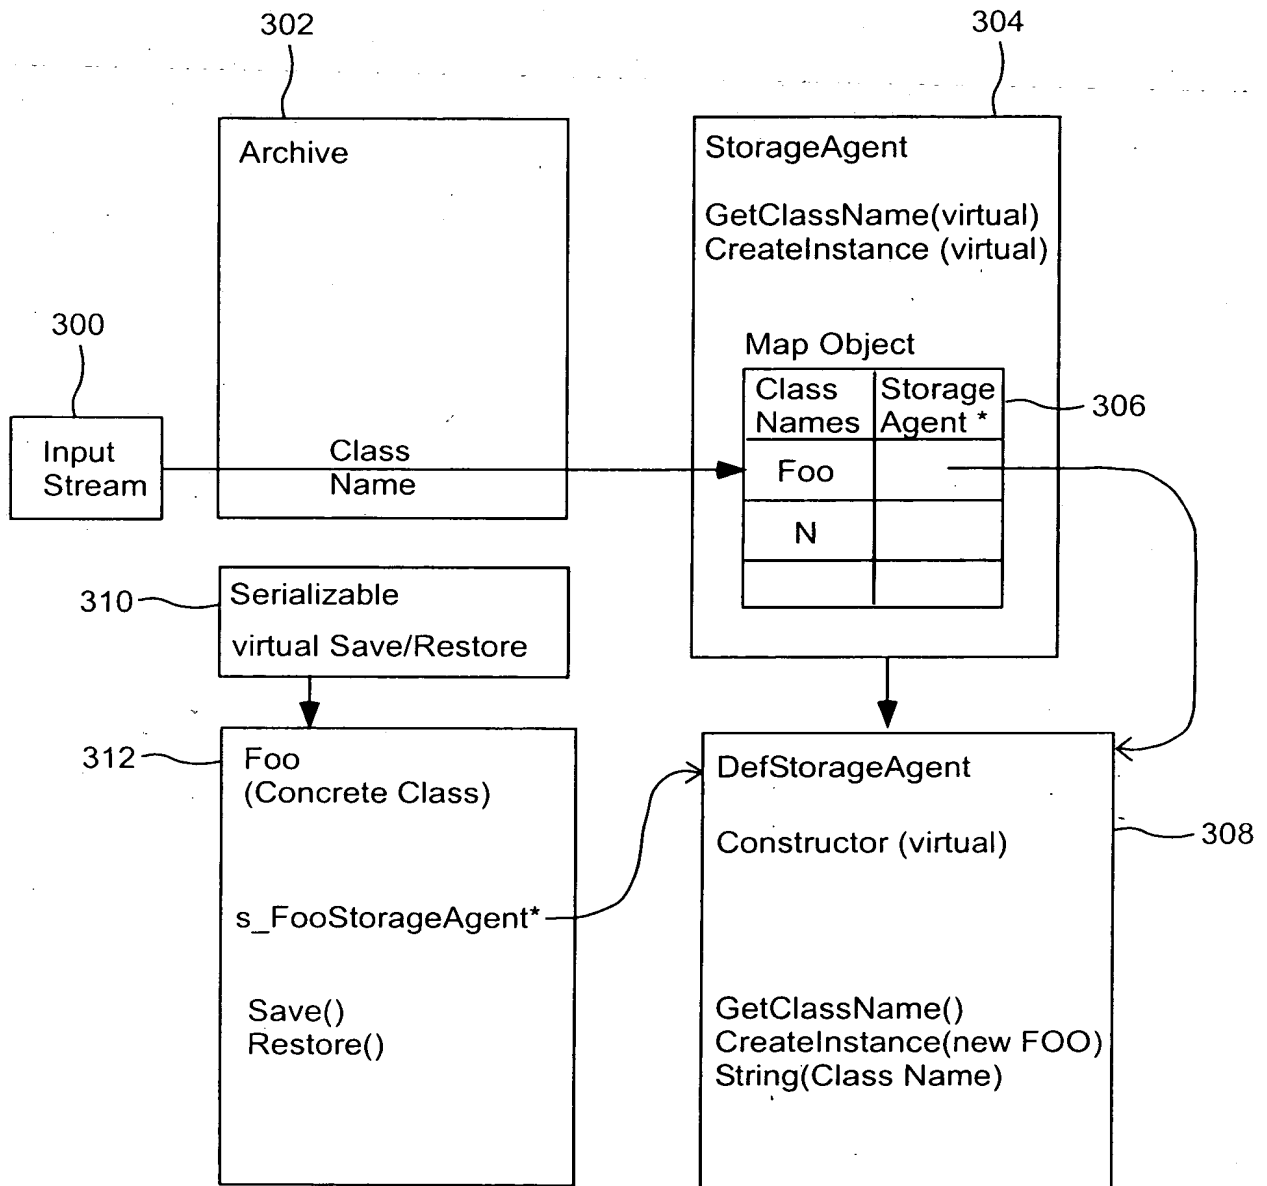 302
304
Archive
StorageAgent
GetClassName(virtual)
CreateInstance (virtual)
300
Map Object
Class
Names
Storage
Agent *
306
Input
Stream
Class
Name
Foo
N
310
Serializable
virtual Save/Restore
312
Foo
(Concrete Class)
DefStorageAgent
Constructor (virtual)
308
s_FooStorageAgent*
Save()
Restore()
GetClassName()
CreateInstance(new FOO)
String(Class Name)